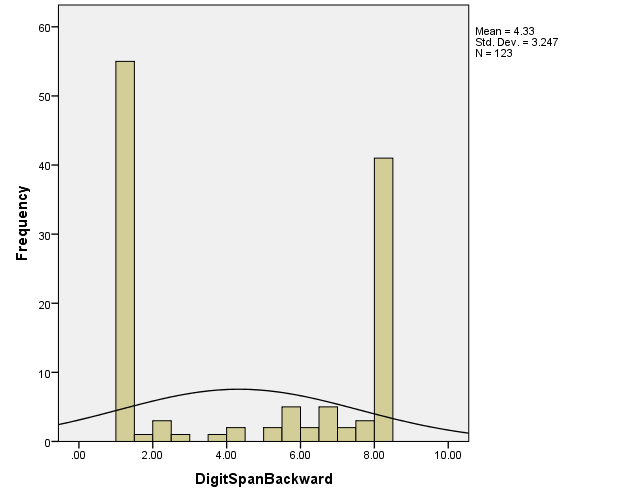 Mean = 4.33
Std. Dev. = 3.247
N = 123
60
50
40
30
20
10
0
Frequency
.00 2.00 4.00 6.00 8.00 10.00
DigitSpanBackward